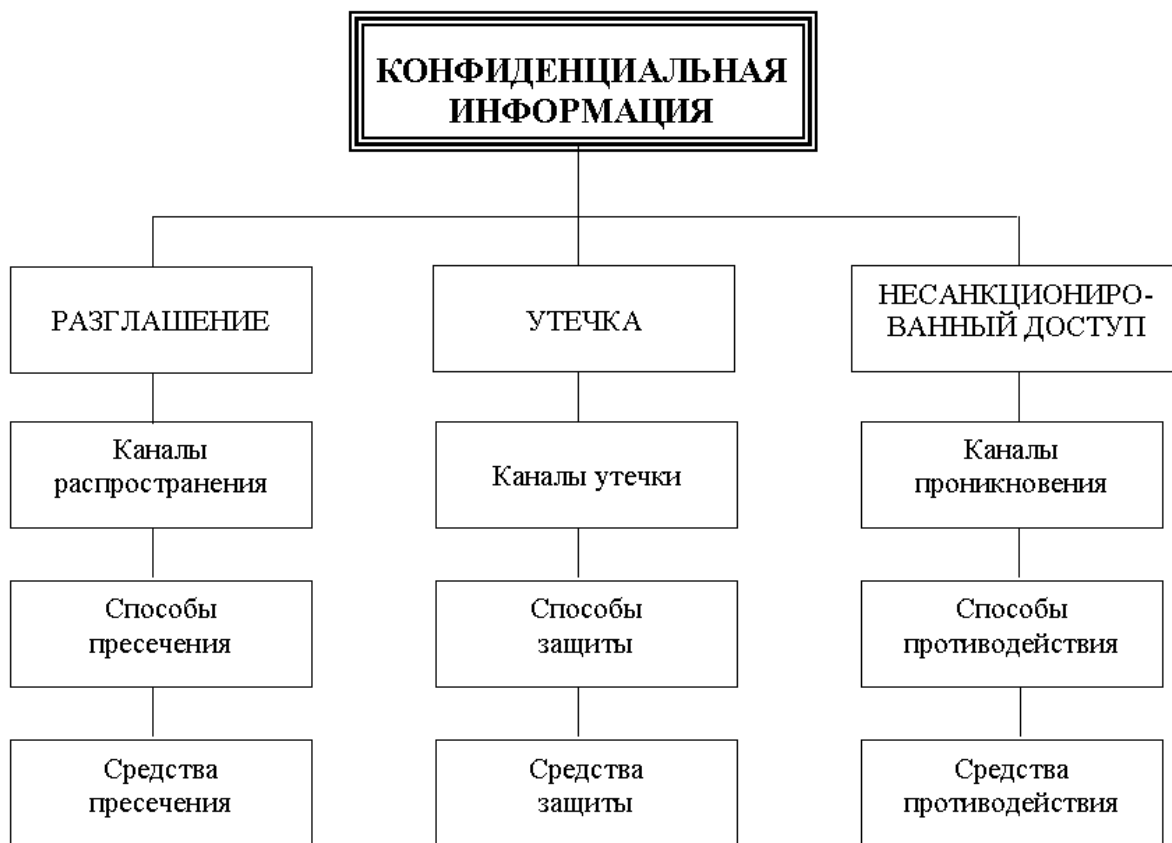 КОНФИДЕНЦИАЛЬНАЯ
ИНФОРМАЦИЯ
РАЗГЛАШЕНИЕ
УТЕЧКА
НЕСАНКЦИОНИРО-
ВАННЫЙ ДОСТУП
Каналы
распространения
Каналы утечки
Каналы
проникновения
Способы
пресечения
Способы
защиты
Способы
противодействия
Средства
пресечения
Средства
защиты
Средства
противодействия